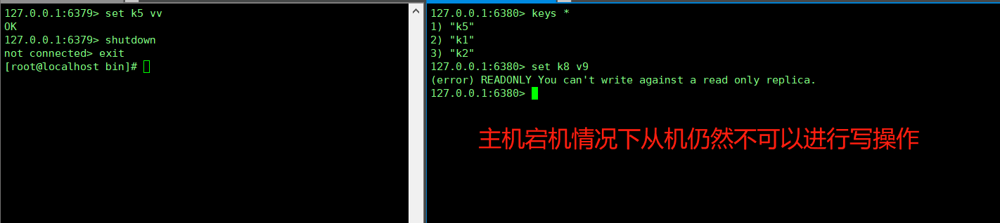 127.0.0.1:6379> set k5 vv
OK
127.0.0.1:6379> shutdown
not connected> exit
[root@localhost bin]#
127.0.0.1:6380> keys *
1) "k5"
2) "k1"
3) "k2"
127.0.0.1:6380> set k8 v9
(error) READONLY You can't write against a read only replica.
127.0.0.1:6380>
主机宕机情况下从机仍然不可以进行写操作